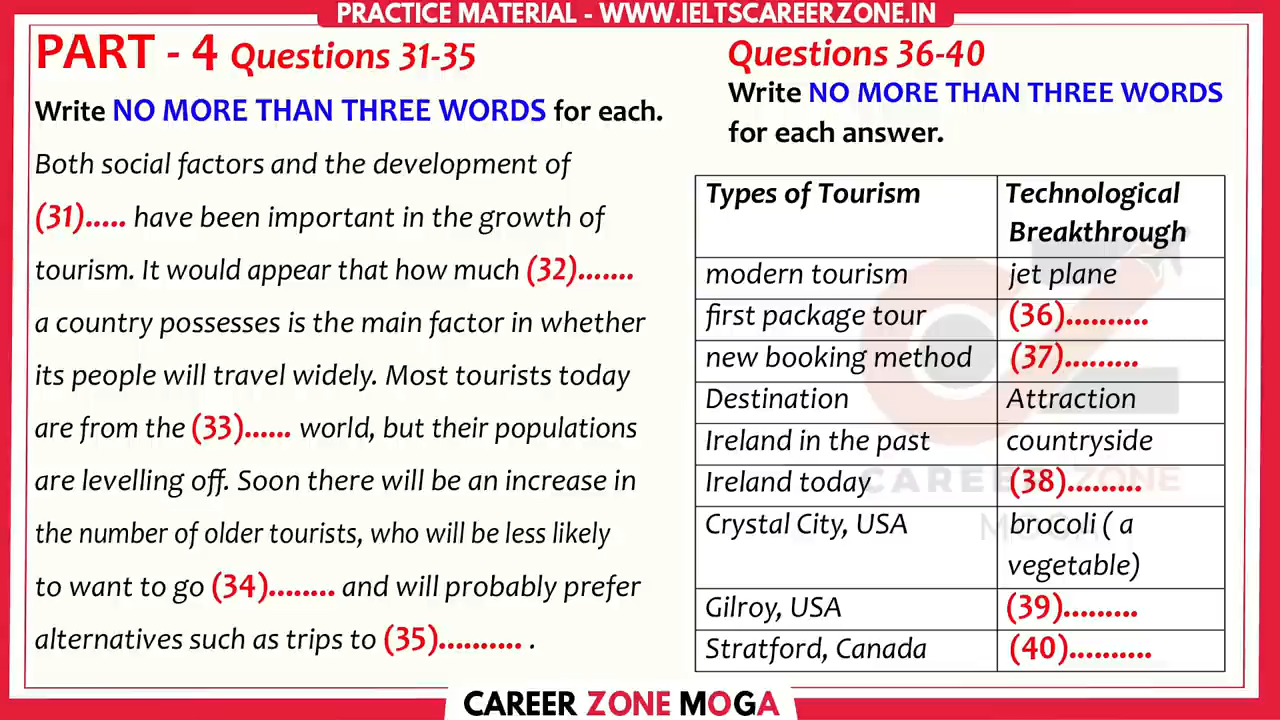 PRACTICE MATERIAL - WWW.IELTSCAREERZONE.IN
PART - 4 Questions 31-35
Write NO MORE THAN THREE WORDS for each.
Both social factors and the development of
(31)..... have been important in the growth of
tourism. It would appear that how much (32).......
a country possesses is the main factor in whether
its people will travel widely. Most tourists today
are from the (33)...... world, but their populations
are levelling off. Soon there will be an increase in
the number of older tourists, who will be less likely
to want to go (34)........ and will probably prefer
alternatives such as trips to (35).......... .
Questions 36-40
Write NO MORE THAN THREE WORDS
for each answer.
Types of Tourism Technological
Breakthrough
modern tourism jet plane
first package tour (36)..........
new booking method (37).........
Destination Attraction
Ireland in the past countryside
Ireland today (38).........
Crystal City, USA brocoli ( a
vegetable)
Gilroy, USA (39).........
Stratford, Canada (40)..........
CAREER ZONE
MOGA
CAREER ZONE MOGA